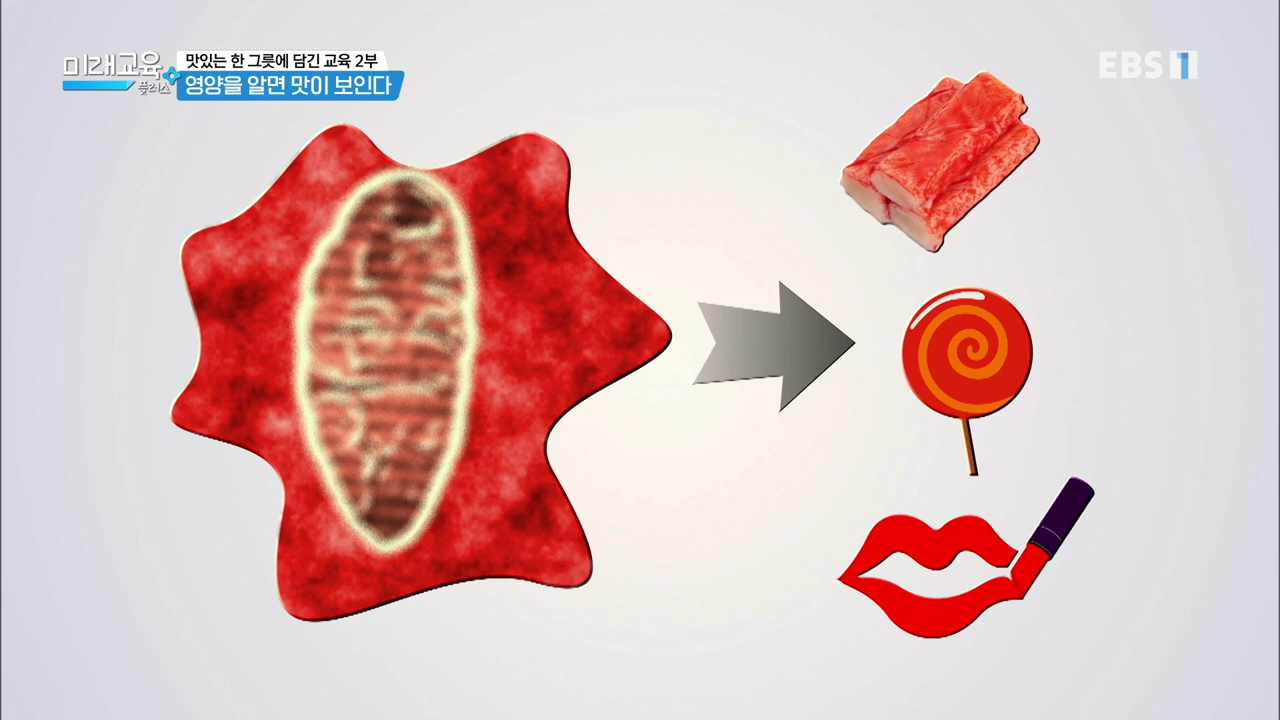 미래교육
플러스
맛있는 한 그릇에 담긴 교육 2부
영양을 알면 맛이 보인다
EBS 1